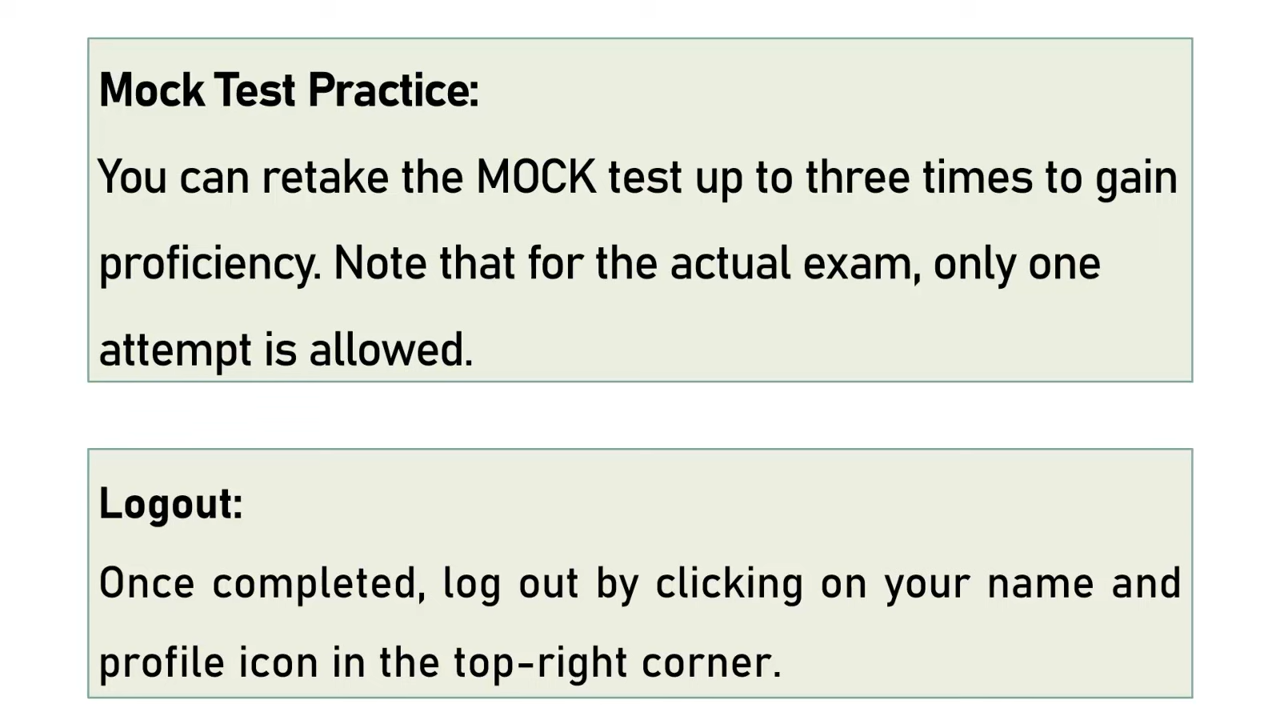 Mock Test Practice:
You can retake the MOCK test up to three times to gain
proficiency. Note that for the actual exam, only one
attempt is allowed.
Logout:
Once completed, log out by clicking on your name and
profile icon in the top-right corner.